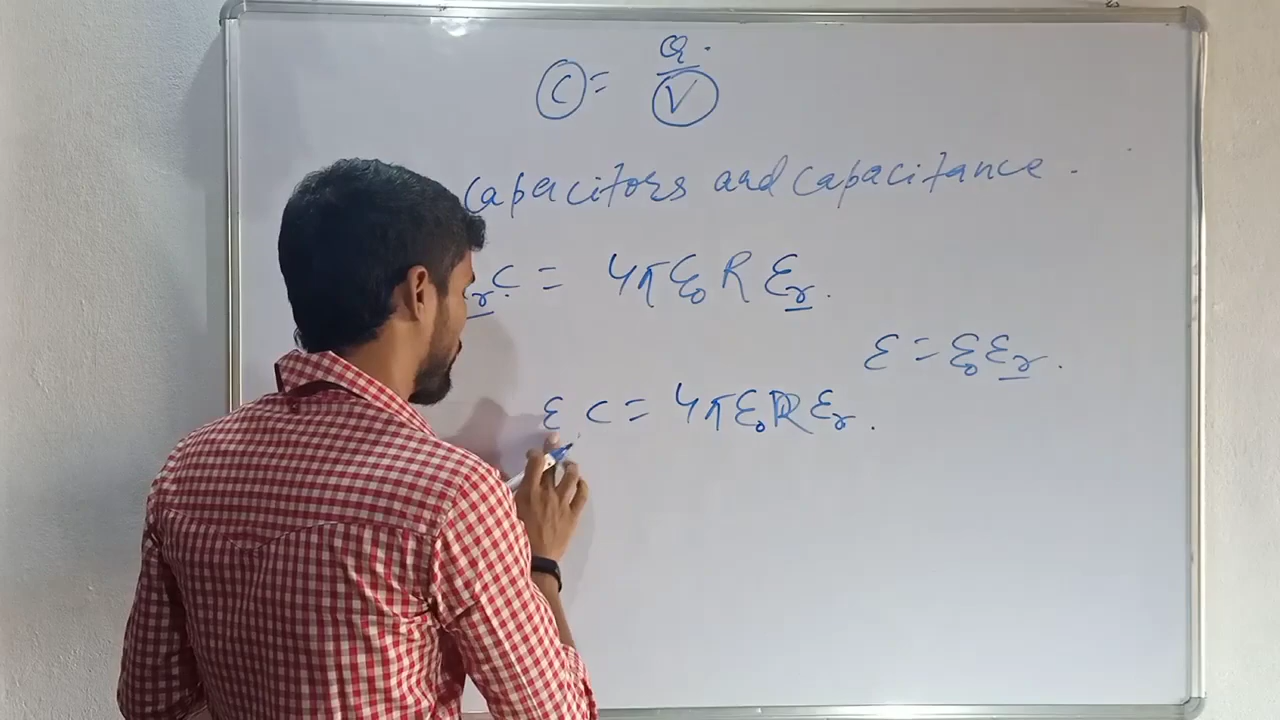 C = Q/V
Capacitors and capacitance.
r C = 4πε₀Rεr.
ε = ε₀εr.
ε C = 4πε₀Rεr.